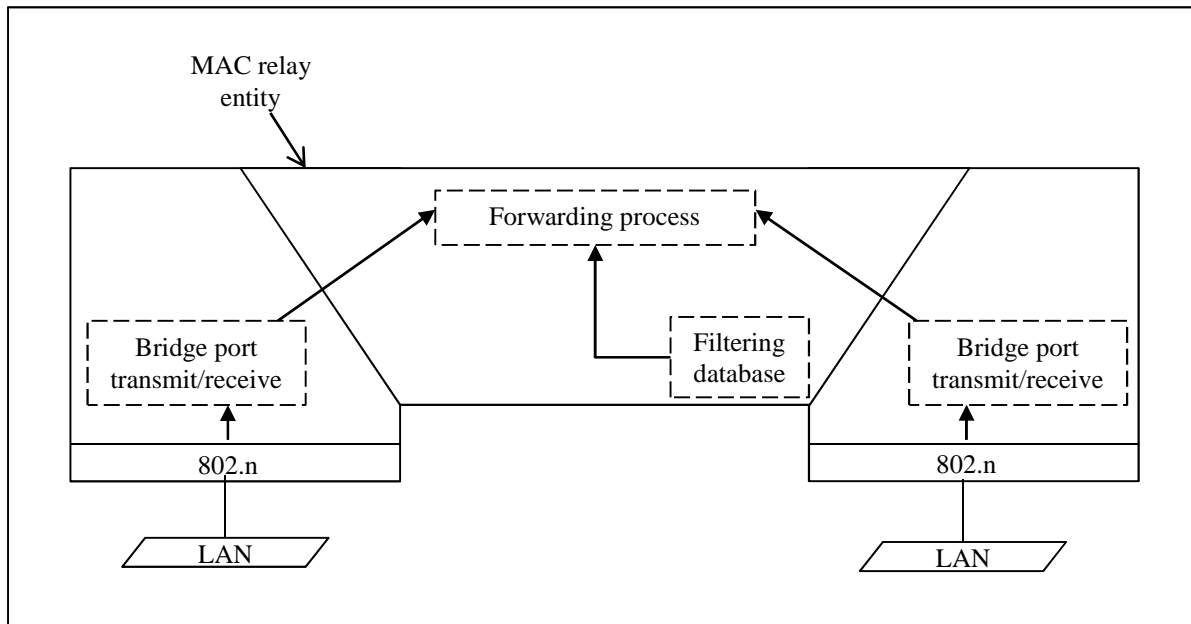 MAC relay
entity
Forwarding process
Bridge port
transmit/receive
Filtering
database
Bridge port
transmit/receive
802.n
802.n
LAN
LAN